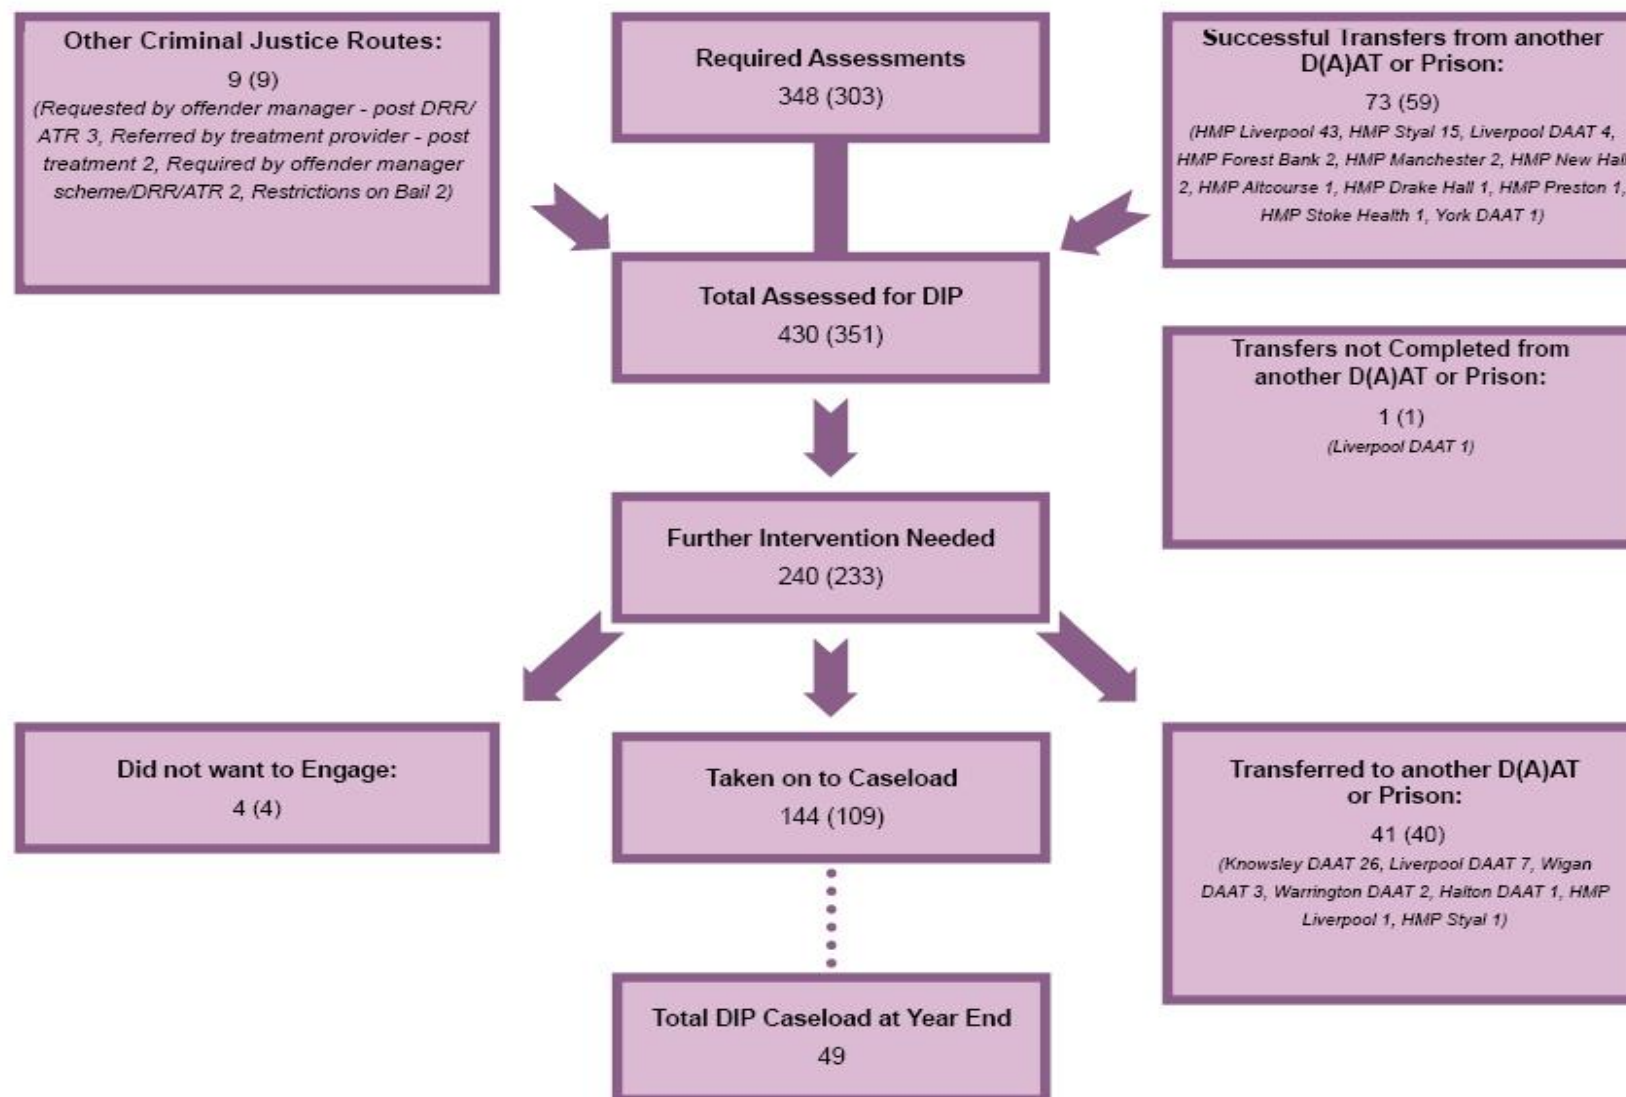 Other Criminal Justice Routes:
9 (9)
(Requested by offender manager - post DRR/
ATR 3, Referred by treatment provider - post
treatment 2, Required by offender manager
scheme/DRR/ATR 2, Restrictions on Bail 2)
Required Assessments
348 (303)
Successful Transfers from another
D(A)AT or Prison:
73 (59)
(HMP Liverpool 43, HMP Styal 15, Liverpool DAAT 4,
HMP Forest Bank 2, HMP Manchester 2, HMP New Hall
2, HMP Altcourse 1, HMP Drake Hall 1, HMP Preston 1,
HMP Stoke Health 1, York DAAT 1)
Total Assessed for DIP
430 (351)
Transfers not Completed from
another D(A)AT or Prison:
1 (1)
(Liverpool DAAT 1)
Further Intervention Needed
240 (233)
Did not want to Engage:
4 (4)
Taken on to Caseload
144 (109)
Transferred to another D(A)AT
or Prison:
41 (40)
(Knowsley DAAT 26, Liverpool DAAT 7, Wigan
DAAT 3, Warrington DAAT 2, Halton DAAT 1, HMP
Liverpool 1, HMP Styal 1)
Total DIP Caseload at Year End
49